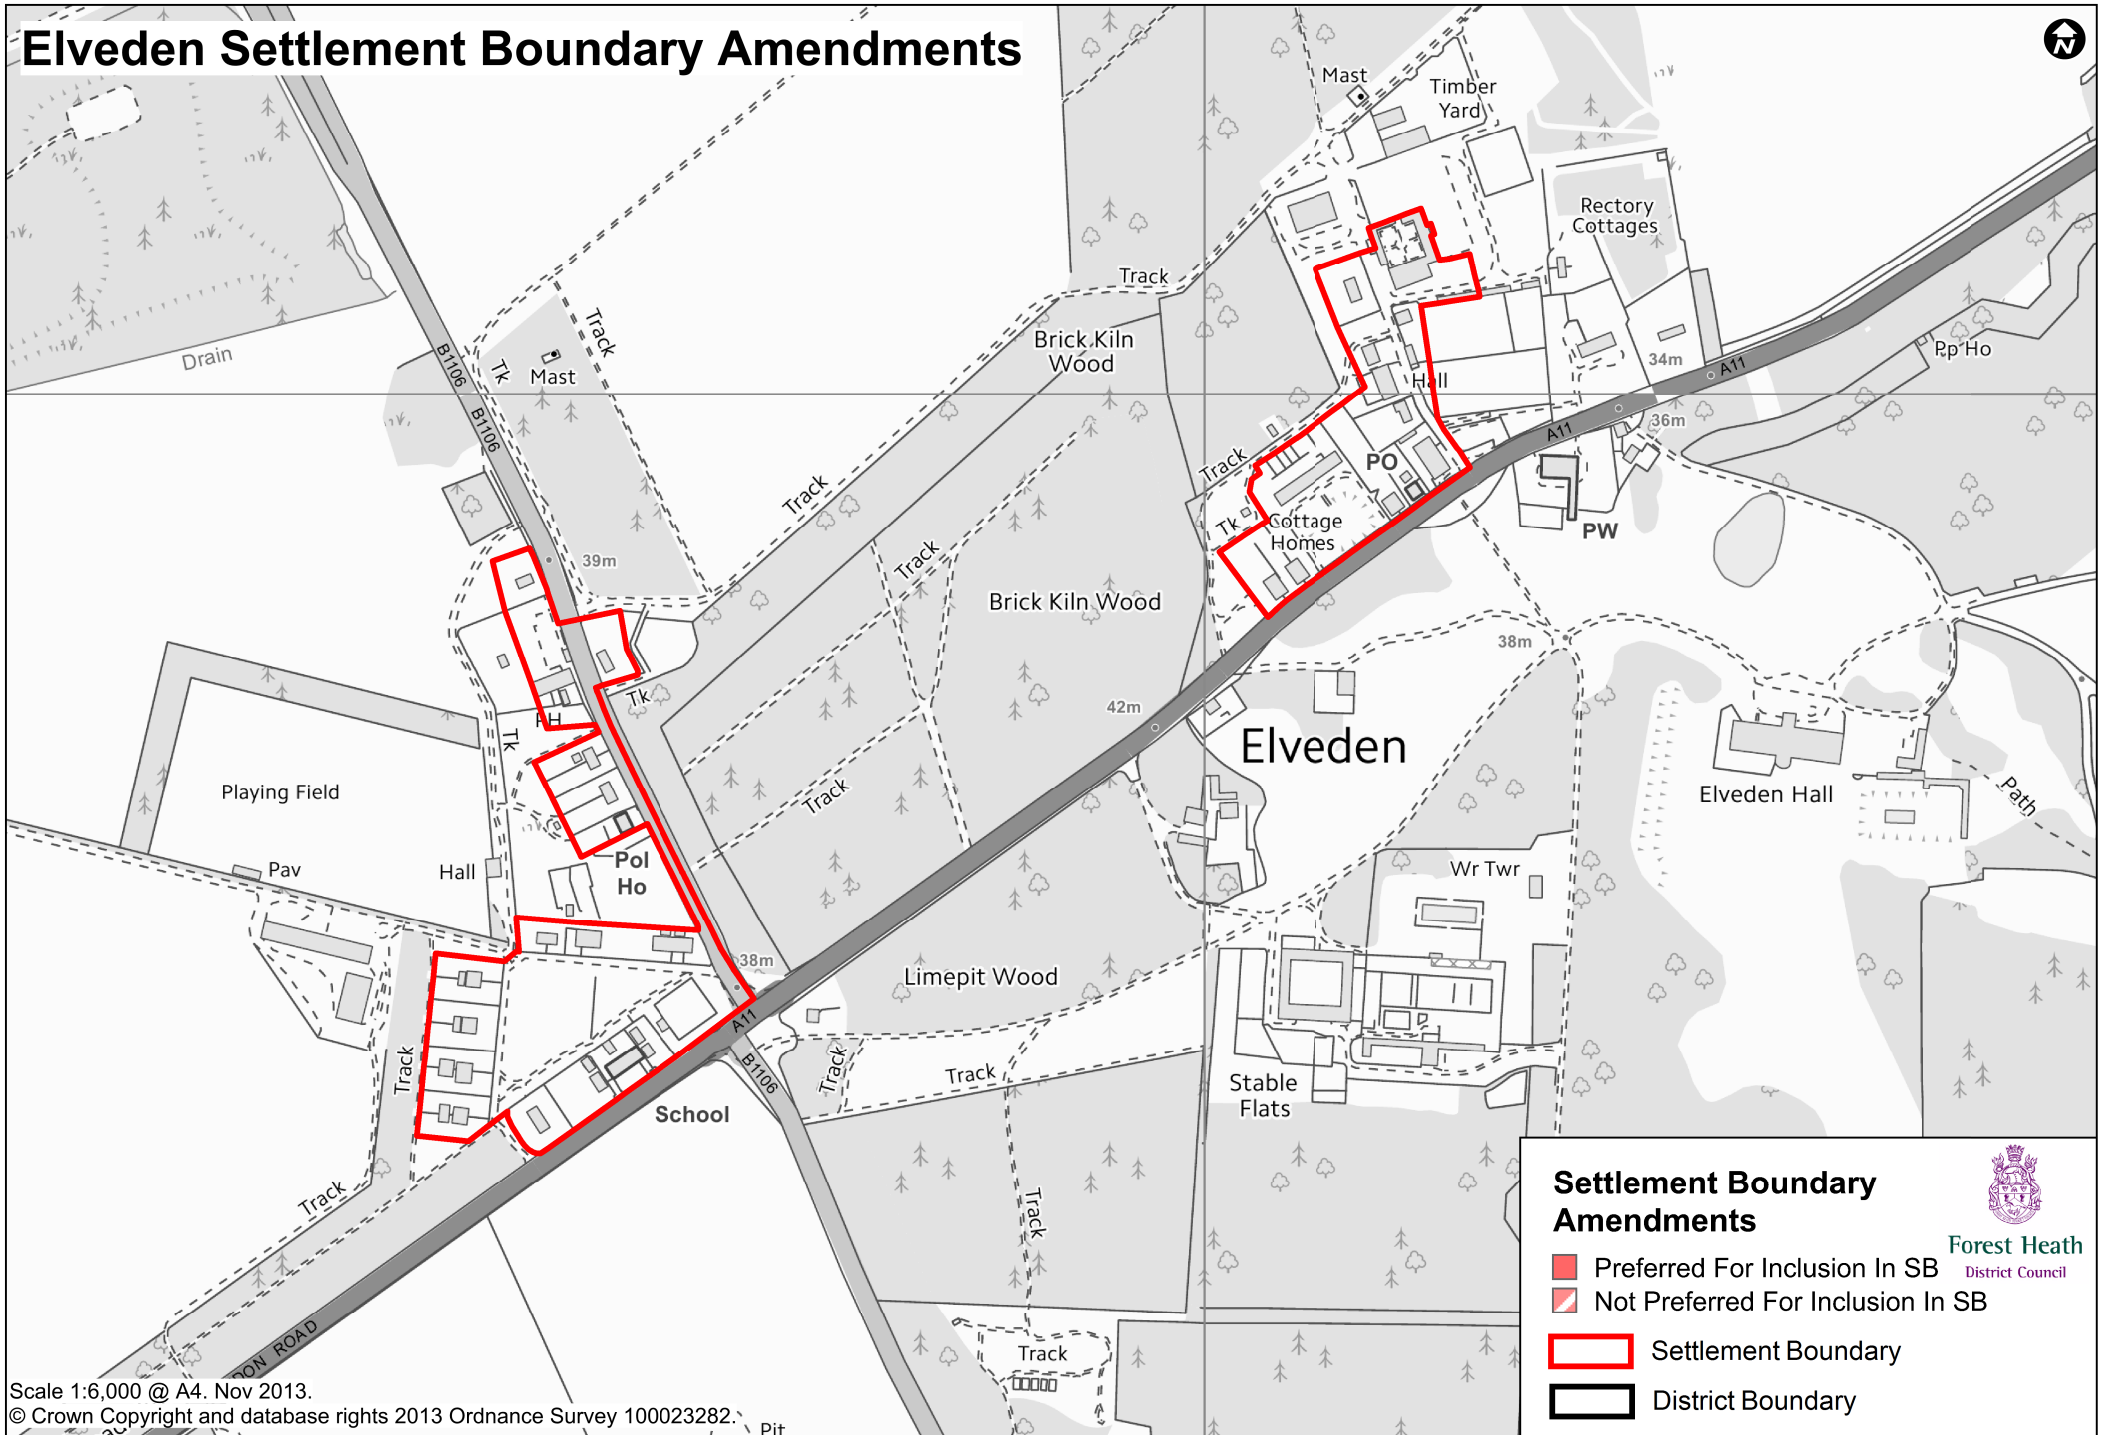 Elveden Settlement Boundary Amendments
N
Mast
Timber
Yard
Rectory
Cottages
Track
Drain
B1106
Tk
Track
Mast
B1106
Brick Kiln
Wood
Hall
34m
A11
Pp Ho
36m
A11
Track
PO
Track
Tk
Cottage
Homes
PW
39m
Track
Brick Kiln Wood
38m
Tk
PH
Tk
42m
Elveden
Playing Field
Track
Elveden Hall
Path
Pav
Hall
Pol
Ho
Wr Twr
38m
Limepit Wood
A11
B1106
Track
Track
Track
School
Stable
Flats
Track
Track
Track
DON ROAD
Pit
Scale 1:6,000 @ A4. Nov 2013.
© Crown Copyright and database rights 2013 Ordnance Survey 100023282.
Settlement Boundary
Amendments
Forest Heath
District Council
Preferred For Inclusion In SB
Not Preferred For Inclusion In SB
Settlement Boundary
District Boundary